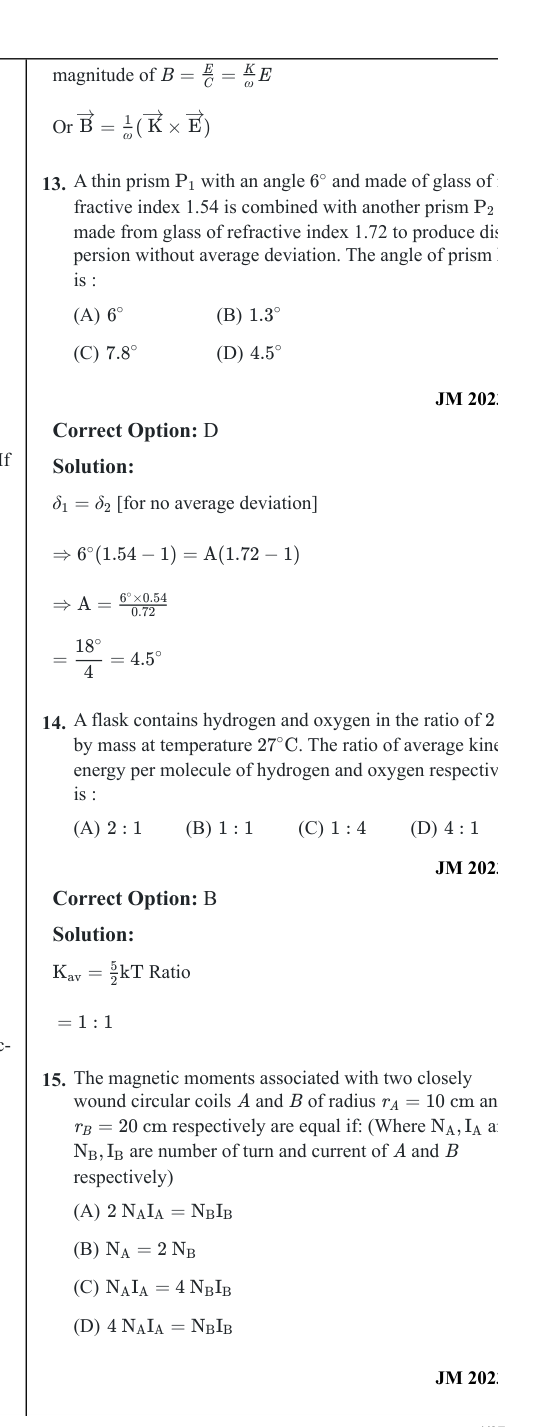 magnitude of B = E/C = K/ω E
Or B⃗ = 1/ω (K⃗ × E⃗)
13. A thin prism P₁ with an angle 6° and made of glass of
fractive index 1.54 is combined with another prism P₂
made from glass of refractive index 1.72 to produce dis
persion without average deviation. The angle of prism
is :
(A) 6° (B) 1.3°
(C) 7.8° (D) 4.5°
JM 202
Correct Option: D
If
Solution:
δ₁ = δ₂ [for no average deviation]
⇒ 6°(1.54 − 1) = A(1.72 − 1)
⇒ A = 6°×0.54/0.72
= 18°/4 = 4.5°
14. A flask contains hydrogen and oxygen in the ratio of 2
by mass at temperature 27°C. The ratio of average kine
energy per molecule of hydrogen and oxygen respectiv
is :
(A) 2 : 1 (B) 1 : 1 (C) 1 : 4 (D) 4 : 1
JM 202
Correct Option: B
Solution:
Kₐᵥ = 5/2 kT Ratio
= 1 : 1
c-
15. The magnetic moments associated with two closely
wound circular coils A and B of radius r_A = 10 cm an
r_B = 20 cm respectively are equal if: (Where N_A, I_A a
N_B, I_B are number of turn and current of A and B
respectively)
(A) 2 N_A I_A = N_B I_B
(B) N_A = 2 N_B
(C) N_A I_A = 4 N_B I_B
(D) 4 N_A I_A = N_B I_B
JM 202